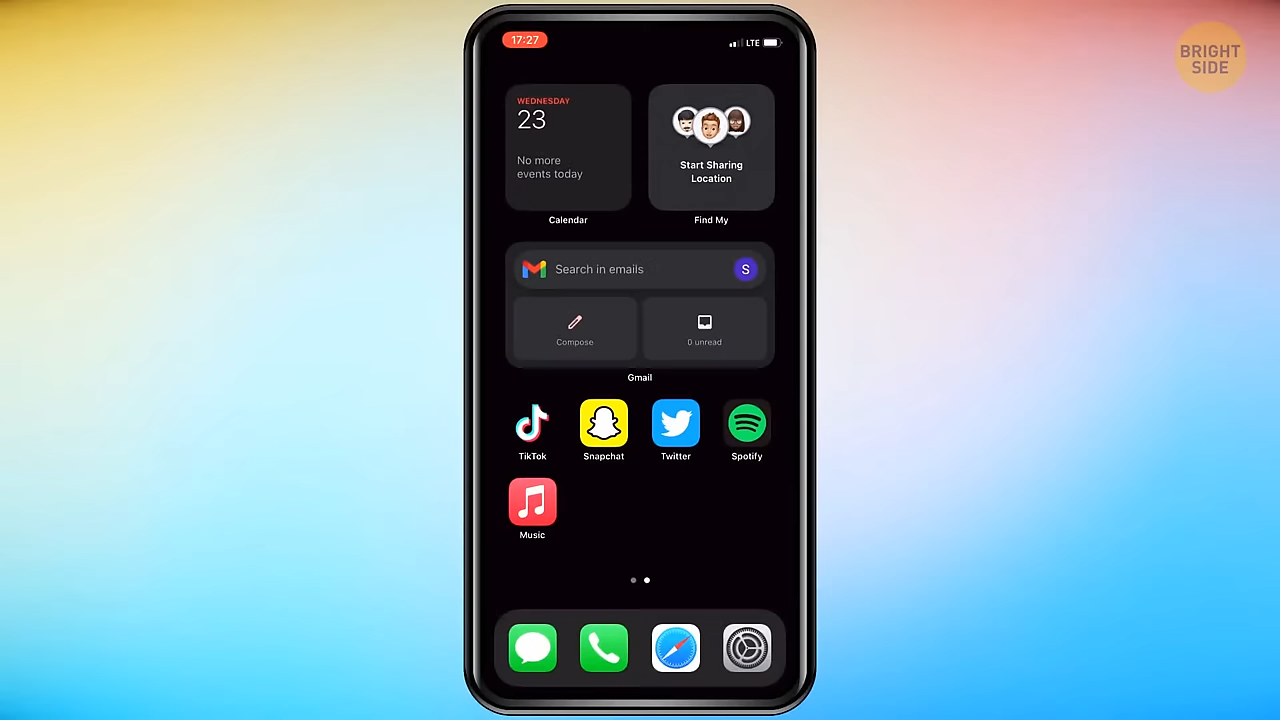 BRIGHT
SIDE
17:27
LTE
WEDNESDAY
23
No more
events today
Calendar
Start Sharing
Location
Find My
Search in emails
S
Compose
0 unread
Gmail
TikTok
Snapchat
Twitter
Spotify
Music